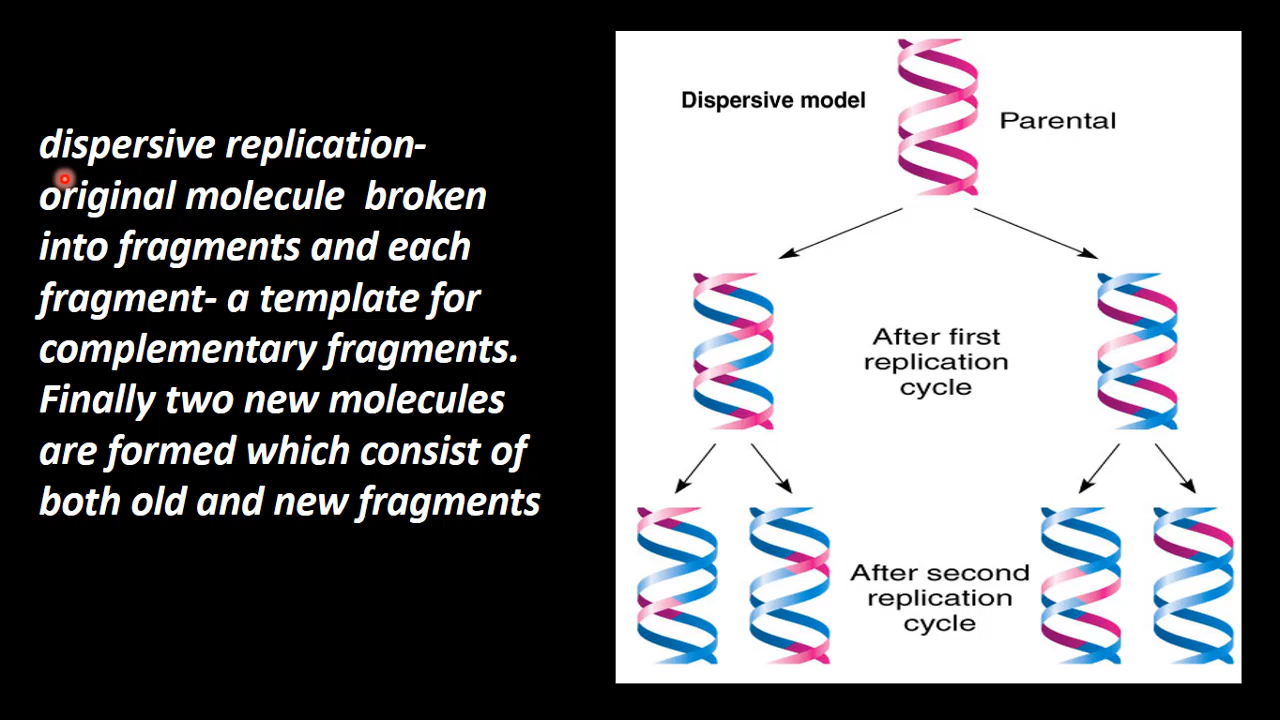 dispersive replication-
original molecule broken
into fragments and each
fragment- a template for
complementary fragments.
Finally two new molecules
are formed which consist of
both old and new fragments
Dispersive model
Parental
After first
replication
cycle
After second
replication
cycle